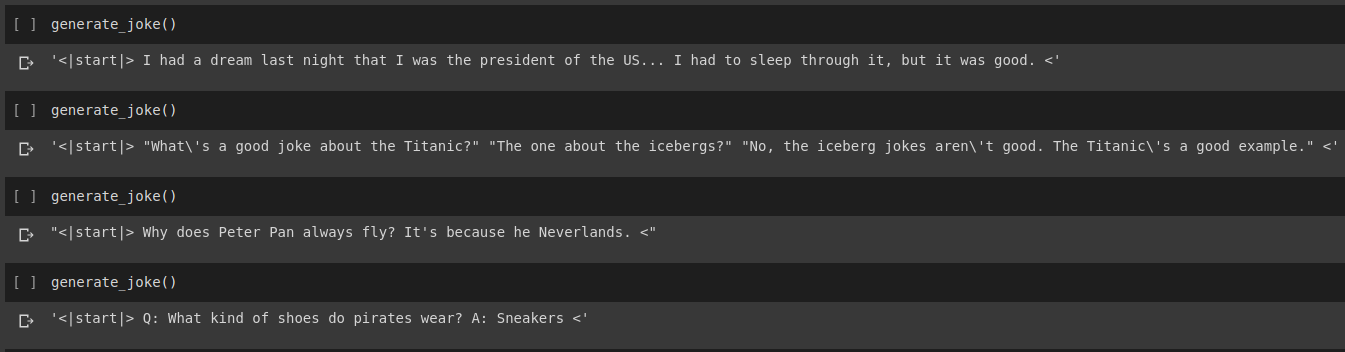 [ ] generate_joke()
'<|start|> I had a dream last night that I was the president of the US... I had to sleep through it, but it was good. <'
[ ] generate_joke()
'<|start|> "What\'s a good joke about the Titanic?" "The one about the icebergs?" "No, the iceberg jokes aren\'t good. The Titanic\'s a good example." <'
[ ] generate_joke()
"<|start|> Why does Peter Pan always fly? It's because he Neverlands. <"
[ ] generate_joke()
'<|start|> Q: What kind of shoes do pirates wear? A: Sneakers <'